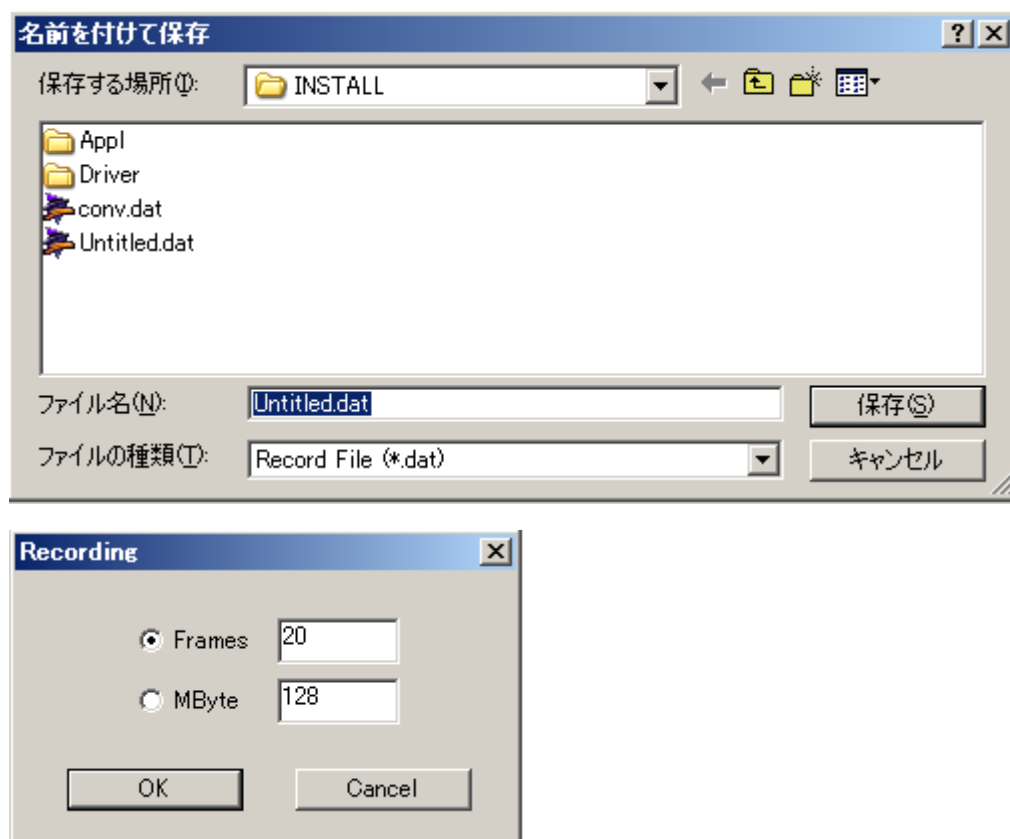 名前を付けて保存
保存する場所(I):
INSTALL
Appl
Driver
conv.dat
Untitled.dat
ファイル名(N):
Untitled.dat
保存(S)
ファイルの種類(T):
Record File (*.dat)
キャンセル
Recording
Frames
20
MByte
128
OK
Cancel